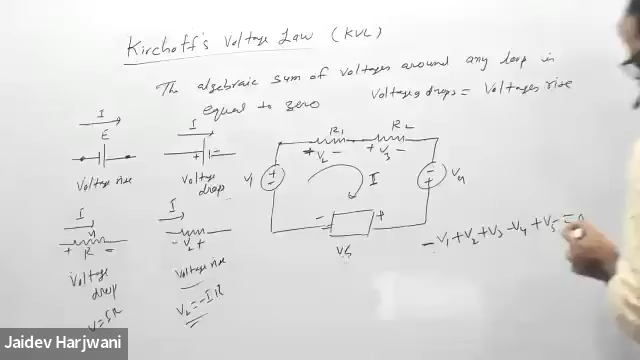 Kirchoff's Voltage Law (KVL)
The algebraic sum of voltages around any loop is
equal to zero
Voltages drops = Voltages rise
I
E
Voltage rise
I
+ -
Voltage
drop
I
+ R -
Voltage
drop
V = IR
I
- V2 +
Voltage rise
V2 = -IR
R1
R2
+ V2 -
+ V3 -
V1
+
-
I
-
+
V4
- +
V5
- V1 + V2 + V3 - V4 + V5 =
Jaidev Harjwani